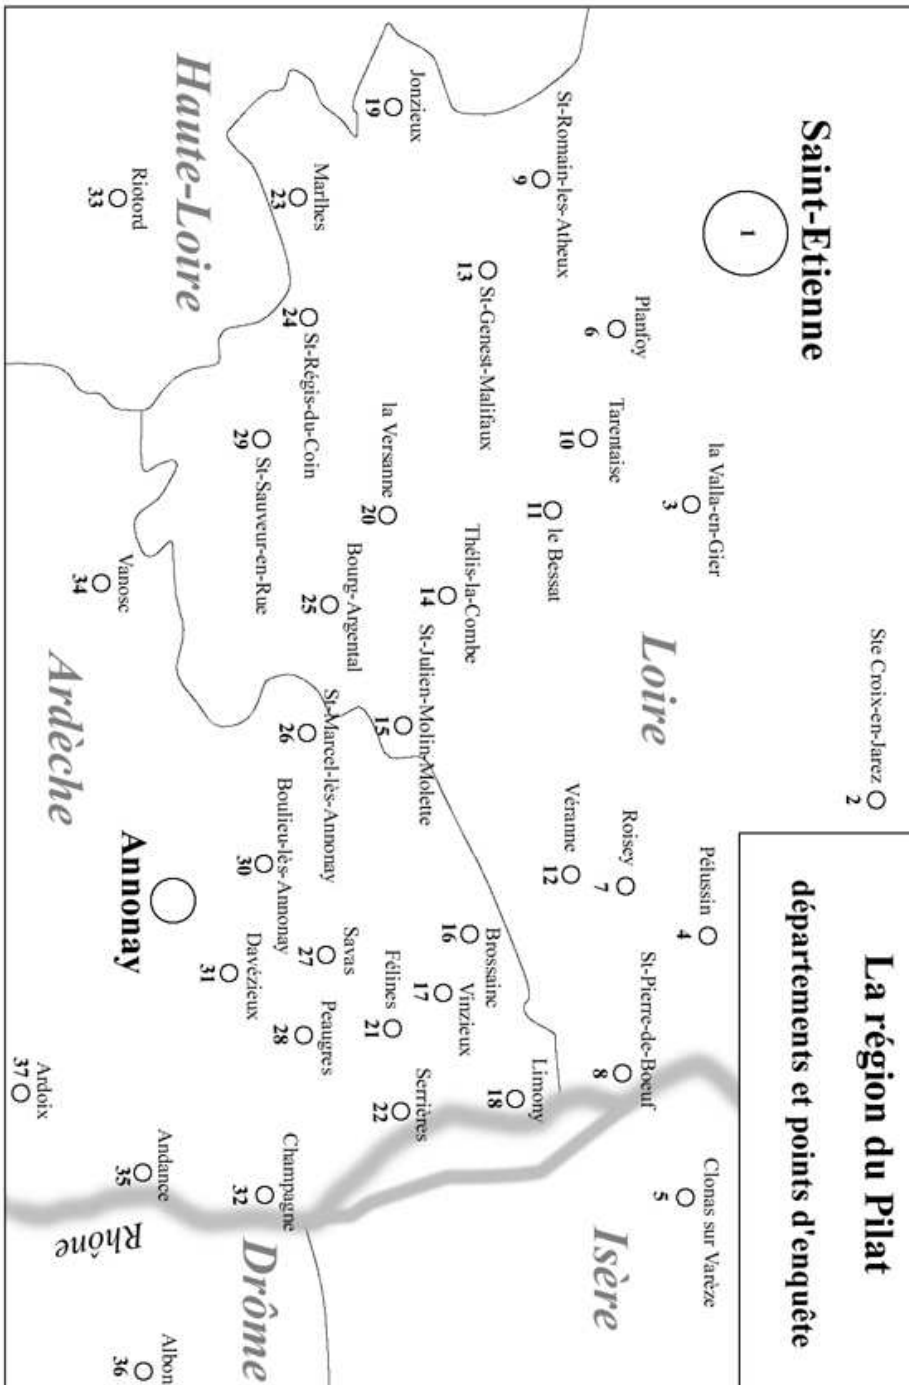 La région du Pilat
départements et points d'enquête
Saint-Etienne
1
Ste Croix-en-Jarez
2
la Valla-en-Gier
3
Pélussin
4
Clonas sur Varèze
5
Planfoy
6
Roisey
7
St-Pierre-de-Boeuf
8
St-Romain-les-Atheux
9
Tarentaise
10
le Bessat
11
Véranne
12
St-Genest-Malifaux
13
Thélis-la-Combe
14
St-Julien-Molin-Molette
15
Brossainc
16
Vinzieux
17
Limony
18
Jonzieux
19
la Versanne
20
Félines
21
Serrières
22
Marlhes
23
St-Régis-du-Coin
24
Bourg-Argental
25
St-Marcel-lès-Annonay
26
Savas
27
Peaugres
28
St-Sauveur-en-Rue
29
Boulieu-lès-Annonay
30
Davézieux
31
Champagne
32
Riotord
33
Vanosc
34
Andance
35
Albon
36
Ardoix
37
Annonay
Loire
Haute-Loire
Ardèche
Isère
Drôme
Rhône